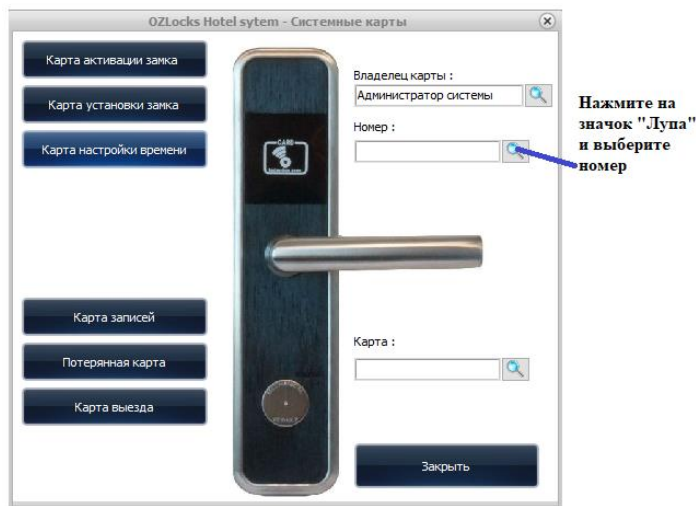 OZLocks Hotel sytem - Системные карты
Карта активации замка
Карта установки замка
Карта настройки времени
Карта записей
Потерянная карта
Карта выезда
CARD
Владелец карты :
Администратор системы
Номер :
Карта :
Закрыть
Нажмите на
значок "Лупа"
и выберите
номер